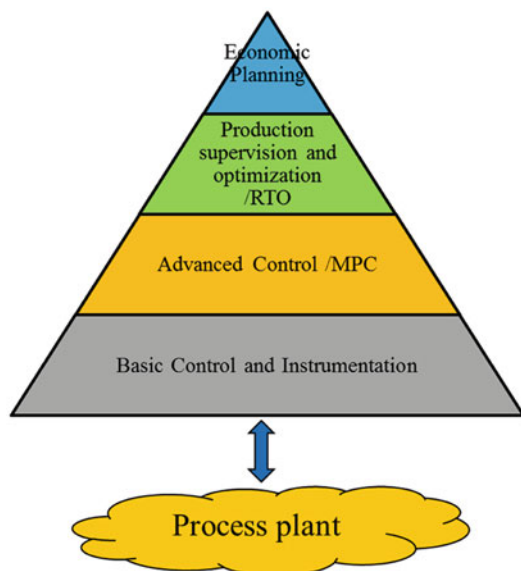 Economic
Planning
Production
supervision and
optimization
/RTO
Advanced Control /MPC
Basic Control and Instrumentation
Process plant